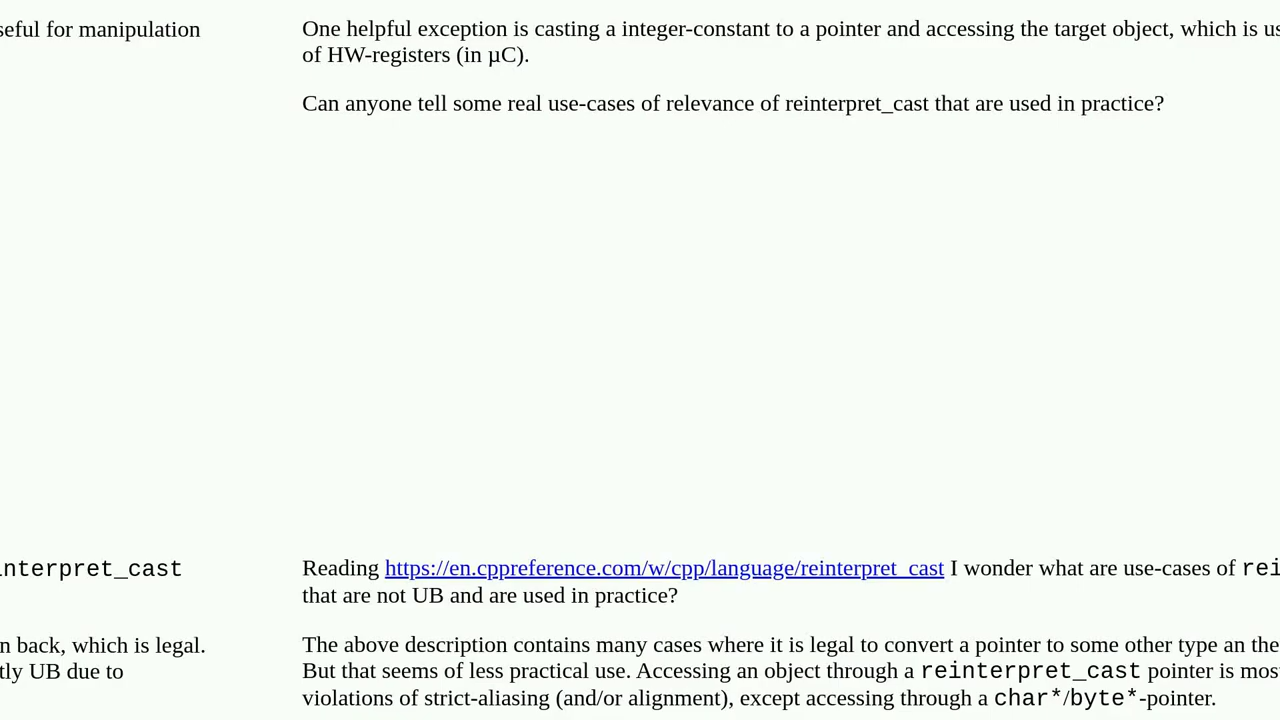 seful for manipulation
One helpful exception is casting a integer-constant to a pointer and accessing the target object, which is us
of HW-registers (in µC).
Can anyone tell some real use-cases of relevance of reinterpret_cast that are used in practice?
nterpret_cast
n back, which is legal.
tly UB due to
Reading https://en.cppreference.com/w/cpp/language/reinterpret_cast I wonder what are use-cases of rei
that are not UB and are used in practice?
The above description contains many cases where it is legal to convert a pointer to some other type an the
But that seems of less practical use. Accessing an object through a reinterpret_cast pointer is mos
violations of strict-aliasing (and/or alignment), except accessing through a char*/byte*-pointer.